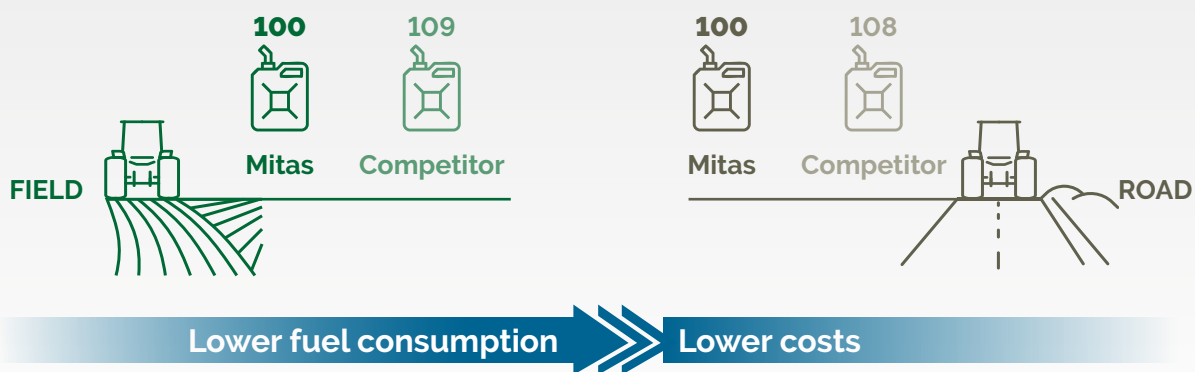 100 109
Mitas Competitor
FIELD
100 108
Mitas Competitor
ROAD
Lower fuel consumption
Lower costs